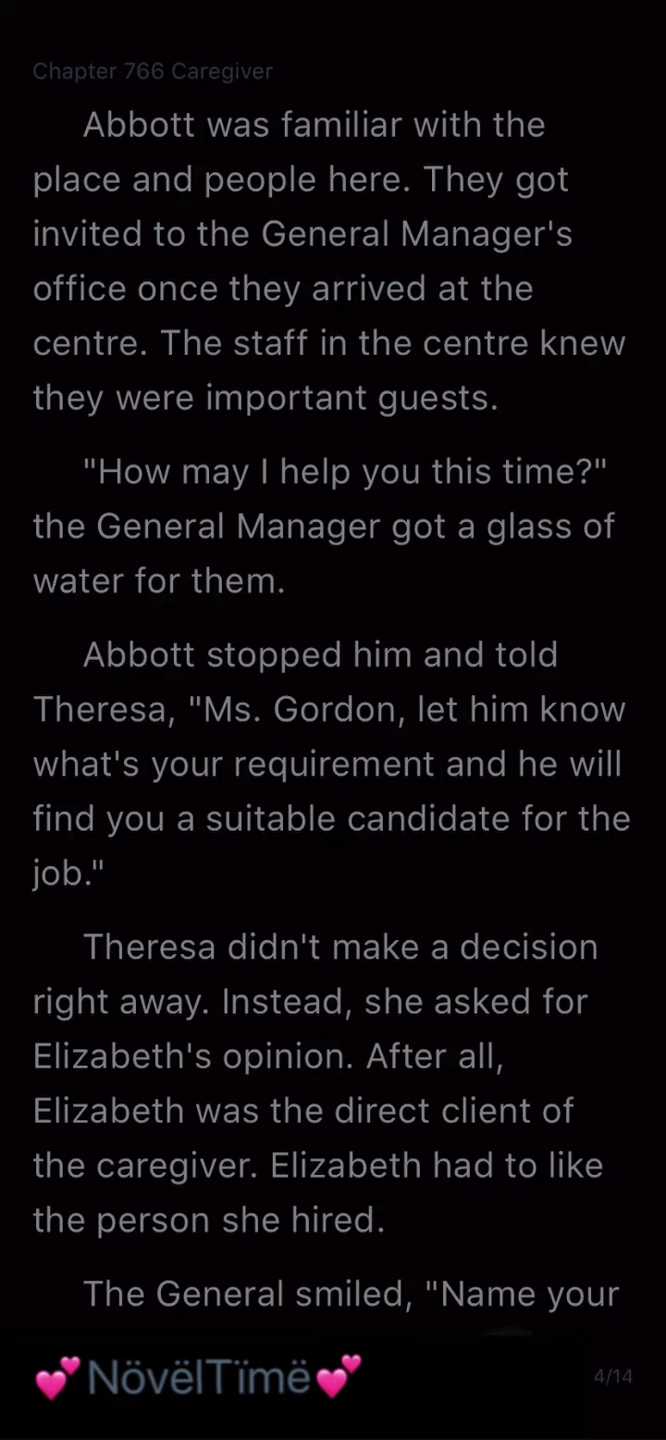 Chapter 766 Caregiver
Abbott was familiar with the
place and people here. They got
invited to the General Manager's
office once they arrived at the
centre. The staff in the centre knew
they were important guests.
"How may I help you this time?"
the General Manager got a glass of
water for them.
Abbott stopped him and told
Theresa, "Ms. Gordon, let him know
what's your requirement and he will
find you a suitable candidate for the
job."
Theresa didn't make a decision
right away. Instead, she asked for
Elizabeth's opinion. After all,
Elizabeth was the direct client of
the caregiver. Elizabeth had to like
the person she hired.
The General smiled, "Name your
💕NövëlTïmë💕
4/14